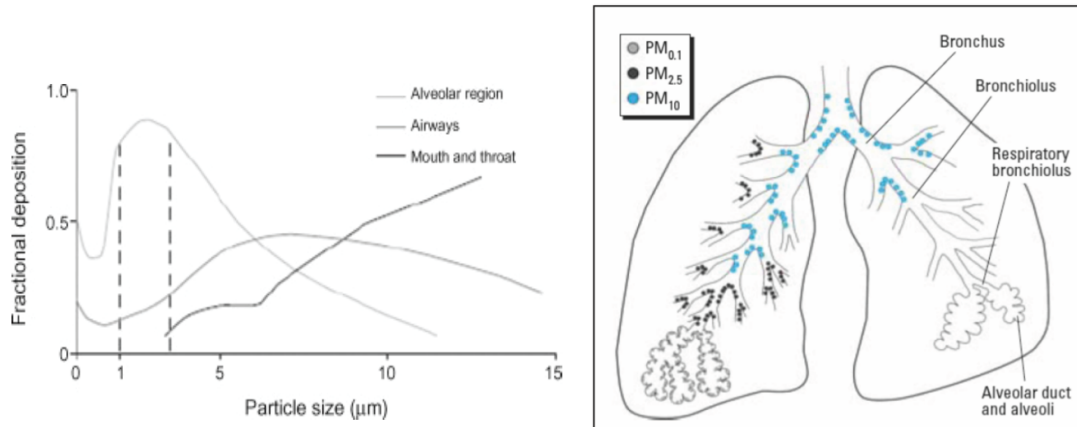 1.0
0.5
0
Fractional deposition
Alveolar region
Airways
Mouth and throat
0
1
5
10
15
Particle size (μm)
PM0.1
PM2.5
PM10
Bronchus
Bronchiolus
Respiratory
bronchiolus
Alveolar duct
and alveoli